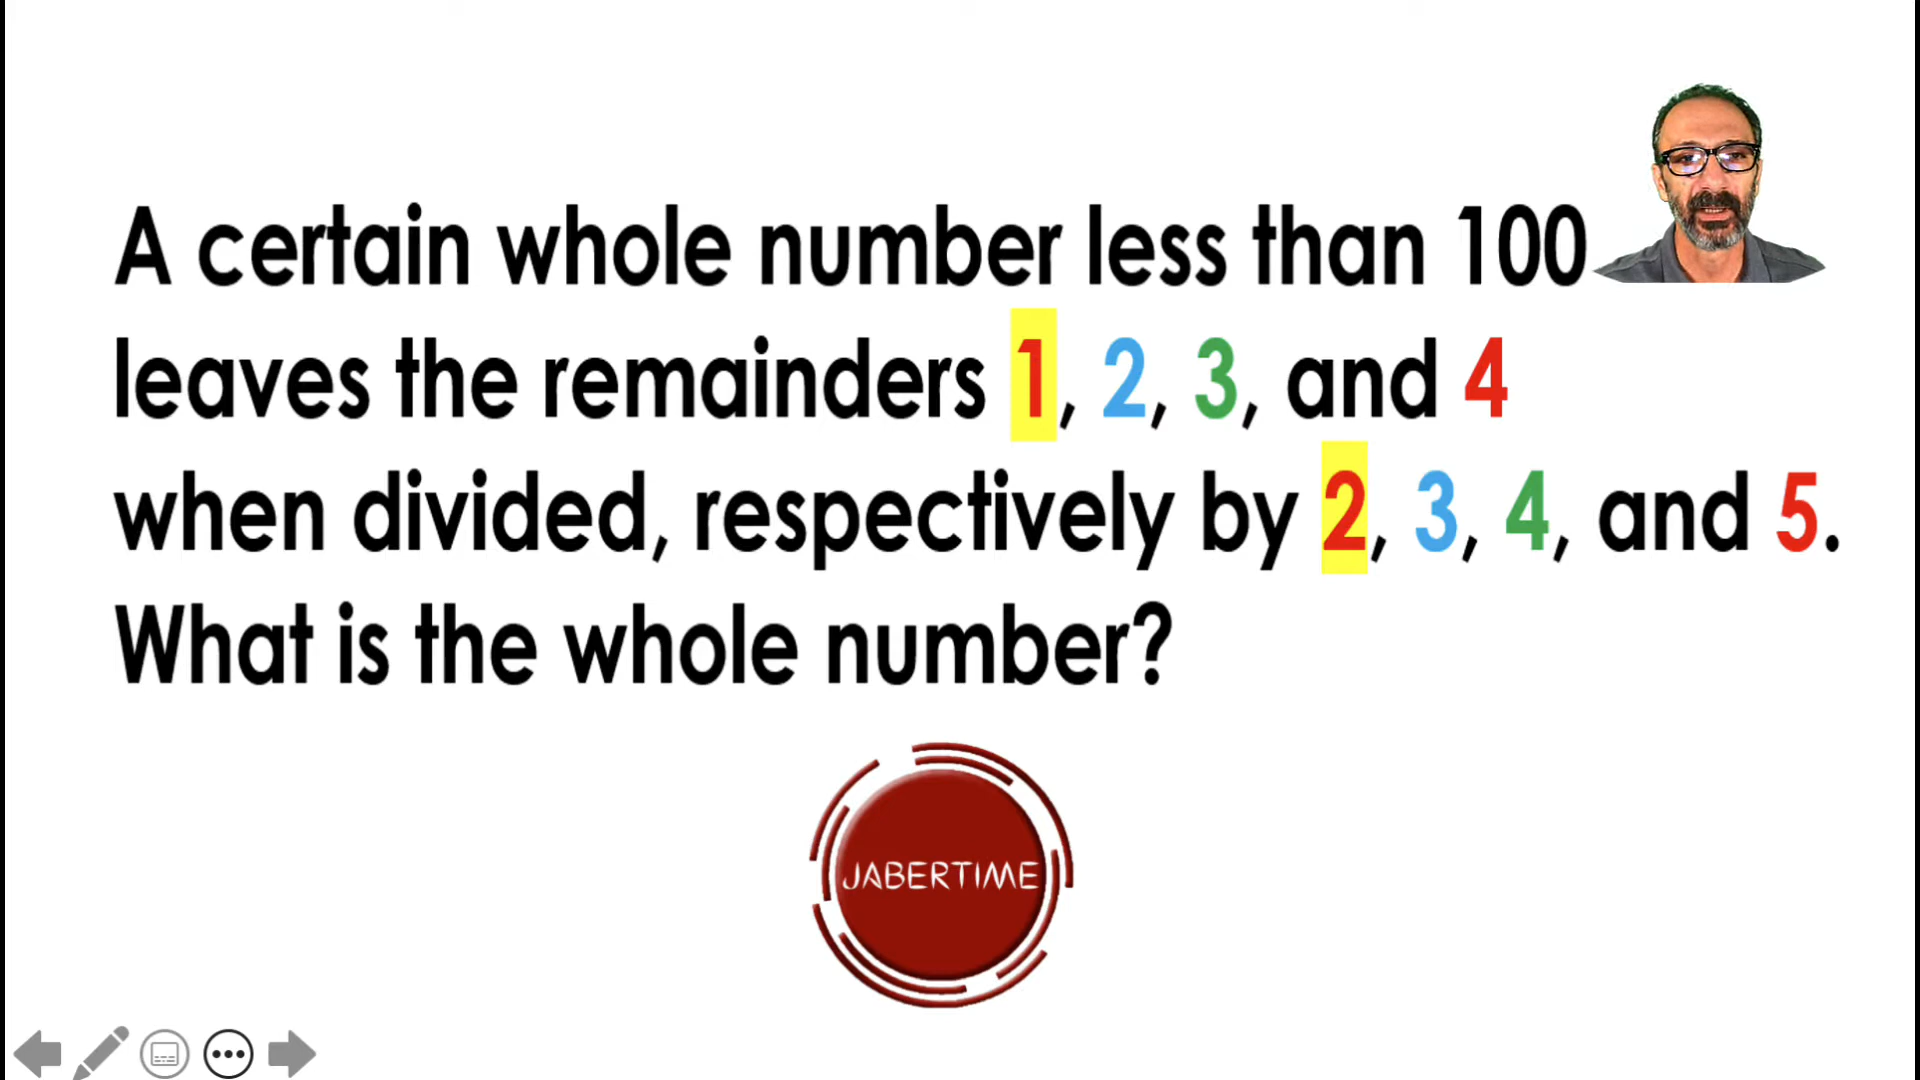 A certain whole number less than 100
leaves the remainders 1, 2, 3, and 4
when divided, respectively by 2, 3, 4, and 5.
What is the whole number?
JABERTIME